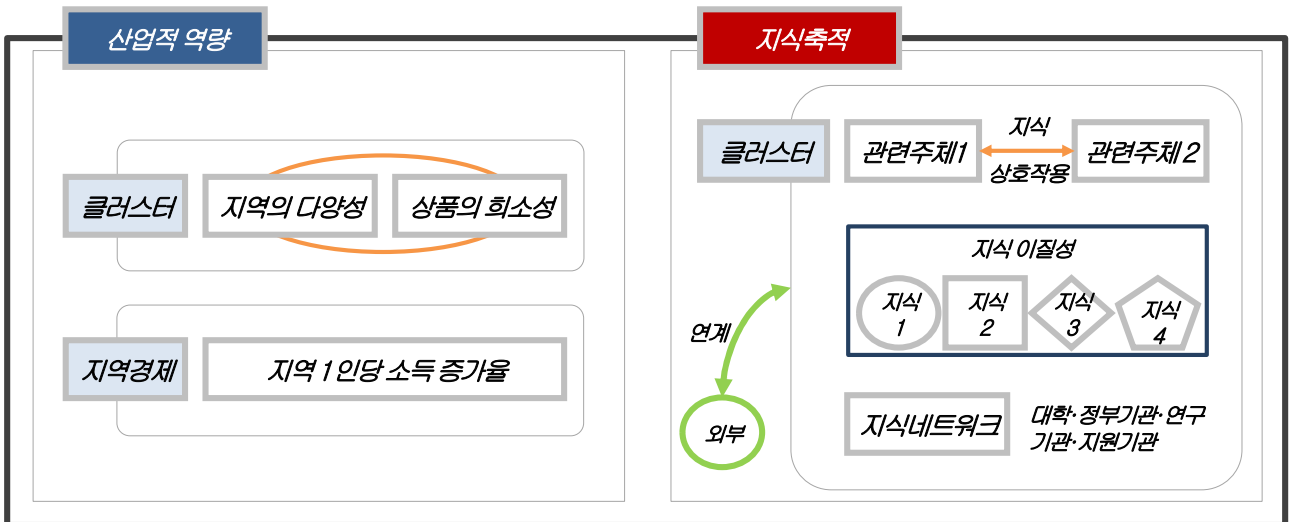 산업적 역량
클러스터
지역의 다양성
상품의 희소성
지역경제
지역 1인당 소득 증가율
지식축적
클러스터
관련주체1
지식
상호작용
관련주체 2
지식 이질성
지식
1
지식
2
지식
3
지식
4
연계
외부
지식네트워크
대학·정부기관·연구
기관·지원기관